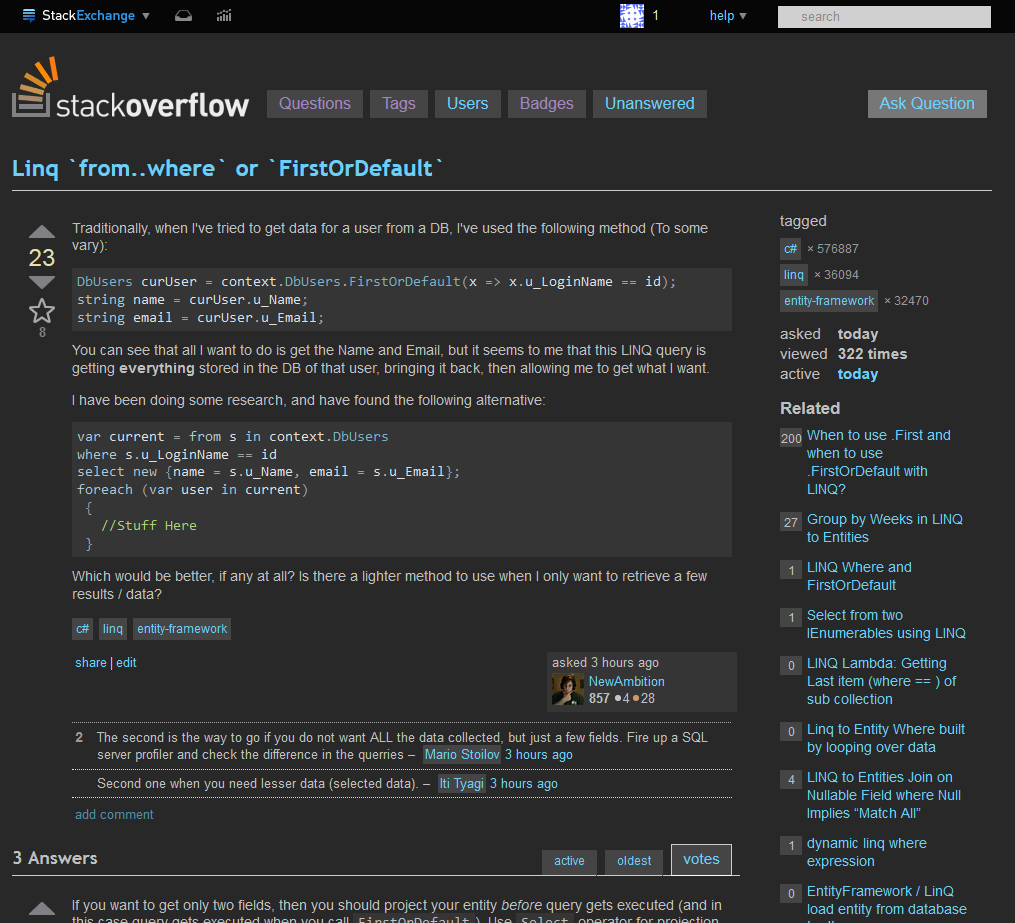 StackExchange
1
help
search
stackoverflow
Questions
Tags
Users
Badges
Unanswered
Ask Question
Linq `from..where` or `FirstOrDefault`
23
8
Traditionally, when I've tried to get data for a user from a DB, I've used the following method (To some
vary):
DbUsers curUser = context.DbUsers.FirstOrDefault(x => x.u_LoginName == id);
string name = curUser.u_Name;
string email = curUser.u_Email;
You can see that all I want to do is get the Name and Email, but it seems to me that this LINQ query is
getting everything stored in the DB of that user, bringing it back, then allowing me to get what I want.
I have been doing some research, and have found the following alternative:
var current = from s in context.DbUsers
where s.u_LoginName == id
select new {name = s.u_Name, email = s.u_Email};
foreach (var user in current)
{
//Stuff Here
}
Which would be better, if any at all? Is there a lighter method to use when I only want to retrieve a few
results / data?
c# linq entity-framework
share | edit
asked 3 hours ago
NewAmbition
857 ●4 ●28
2 The second is the way to go if you do not want ALL the data collected, but just a few fields. Fire up a SQL
server profiler and check the difference in the querries – Mario Stoilov 3 hours ago
Second one when you need lesser data (selected data). – Iti Tyagi 3 hours ago
add comment
3 Answers
active
oldest
votes
If you want to get only two fields, then you should project your entity before query gets executed (and in
this case query gets executed when you call FirstOrDefault ). Use Select operator for projection
tagged
c# × 576887
linq × 36094
entity-framework × 32470
asked today
viewed 322 times
active today
Related
200 When to use .First and
when to use
.FirstOrDefault with
LINQ?
27 Group by Weeks in LINQ
to Entities
1 LINQ Where and
FirstOrDefault
1 Select from two
IEnumerables using LINQ
0 LINQ Lambda: Getting
Last item (where == ) of
sub collection
0 Linq to Entity Where built
by looping over data
4 LINQ to Entities Join on
Nullable Field where Null
Implies “Match All”
1 dynamic linq where
expression
0 EntityFramework / LinQ
load entity from database